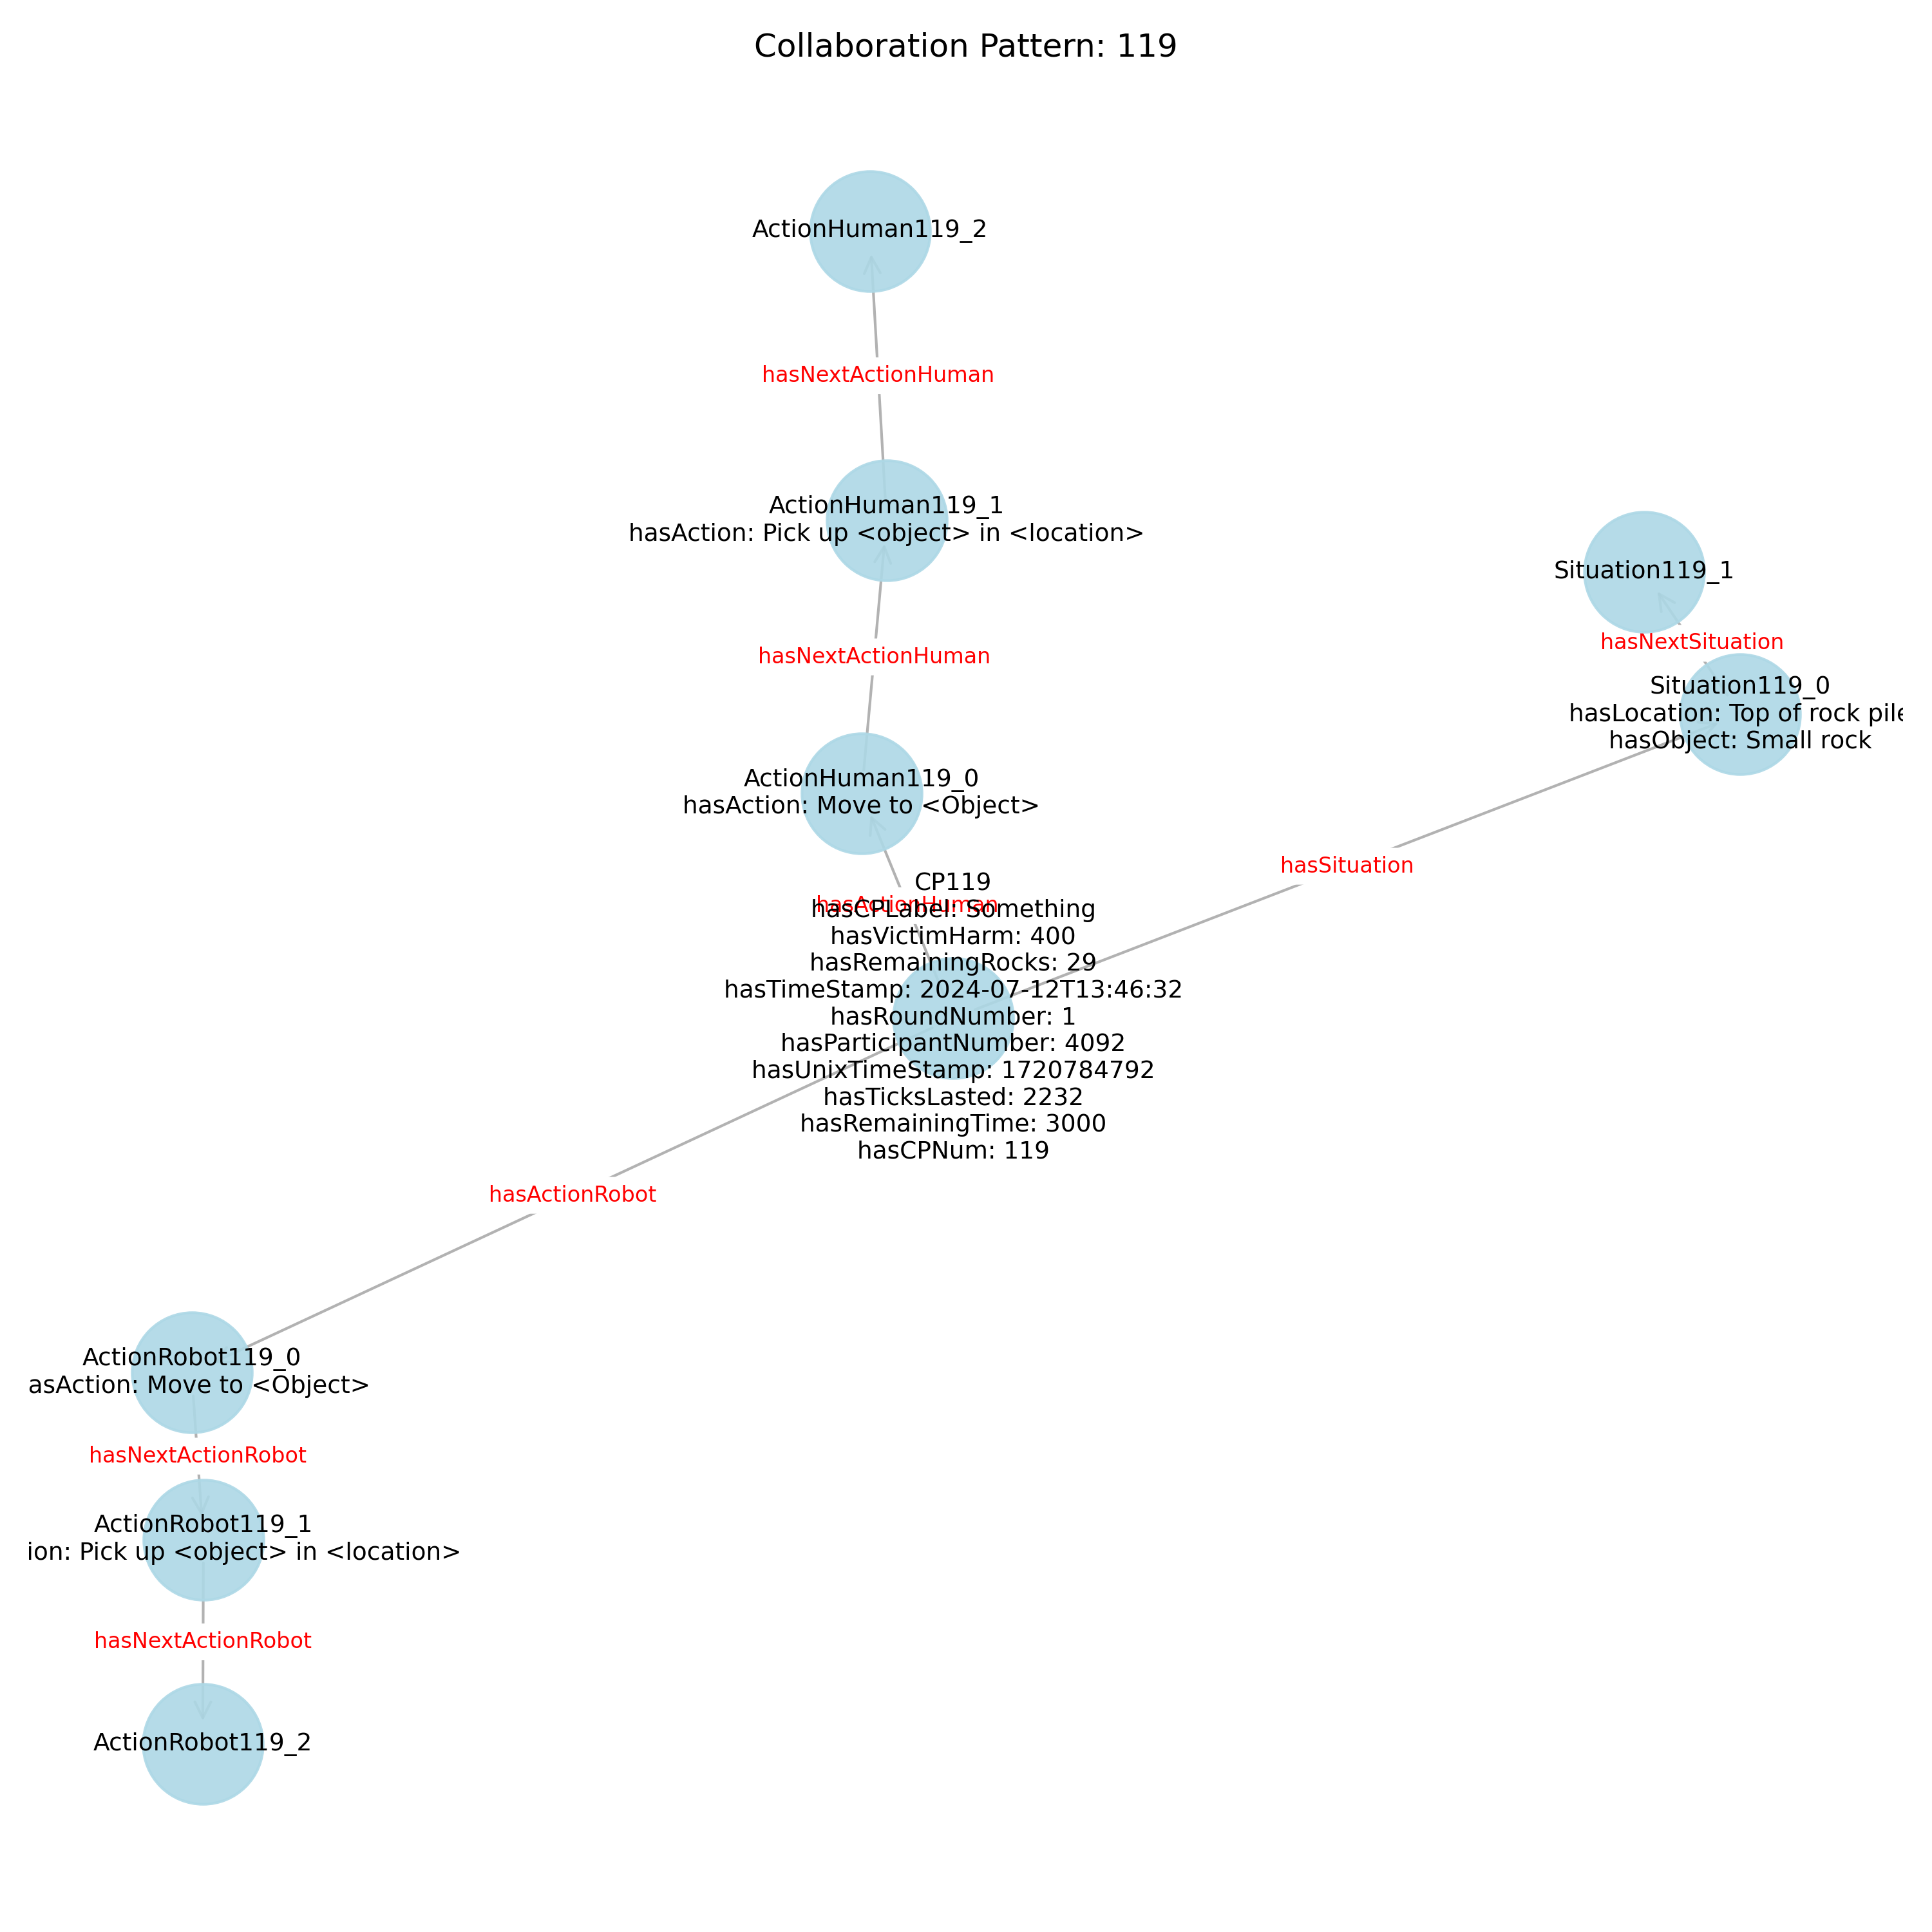 Collaboration Pattern: 119
ActionHuman119_2
hasNextActionHuman
ActionHuman119_1
hasAction: Pick up <object> in <location>
Situation119_1
hasNextSituation
hasNextActionHuman
Situation119_0
hasLocation: Top of rock pile
hasObject: Small rock
ActionHuman119_0
hasAction: Move to <Object>
hasSituation
CP119
hasActionHuman
hasCPLabel: Something
hasVictimHarm: 400
hasRemainingRocks: 29
hasTimeStamp: 2024-07-12T13:46:32
hasRoundNumber: 1
hasParticipantNumber: 4092
hasUnixTimeStamp: 1720784792
hasTicksLasted: 2232
hasRemainingTime: 3000
hasCPNum: 119
hasActionRobot
ActionRobot119_0
asAction: Move to <Object>
hasNextActionRobot
ActionRobot119_1
ion: Pick up <object> in <location>
hasNextActionRobot
ActionRobot119_2